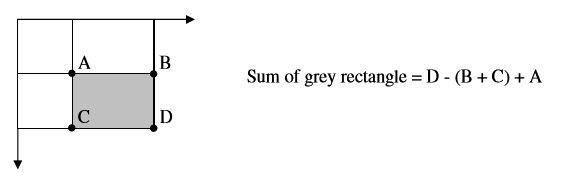 A
B
Sum of grey rectangle = D - (B + C) + A
C
D